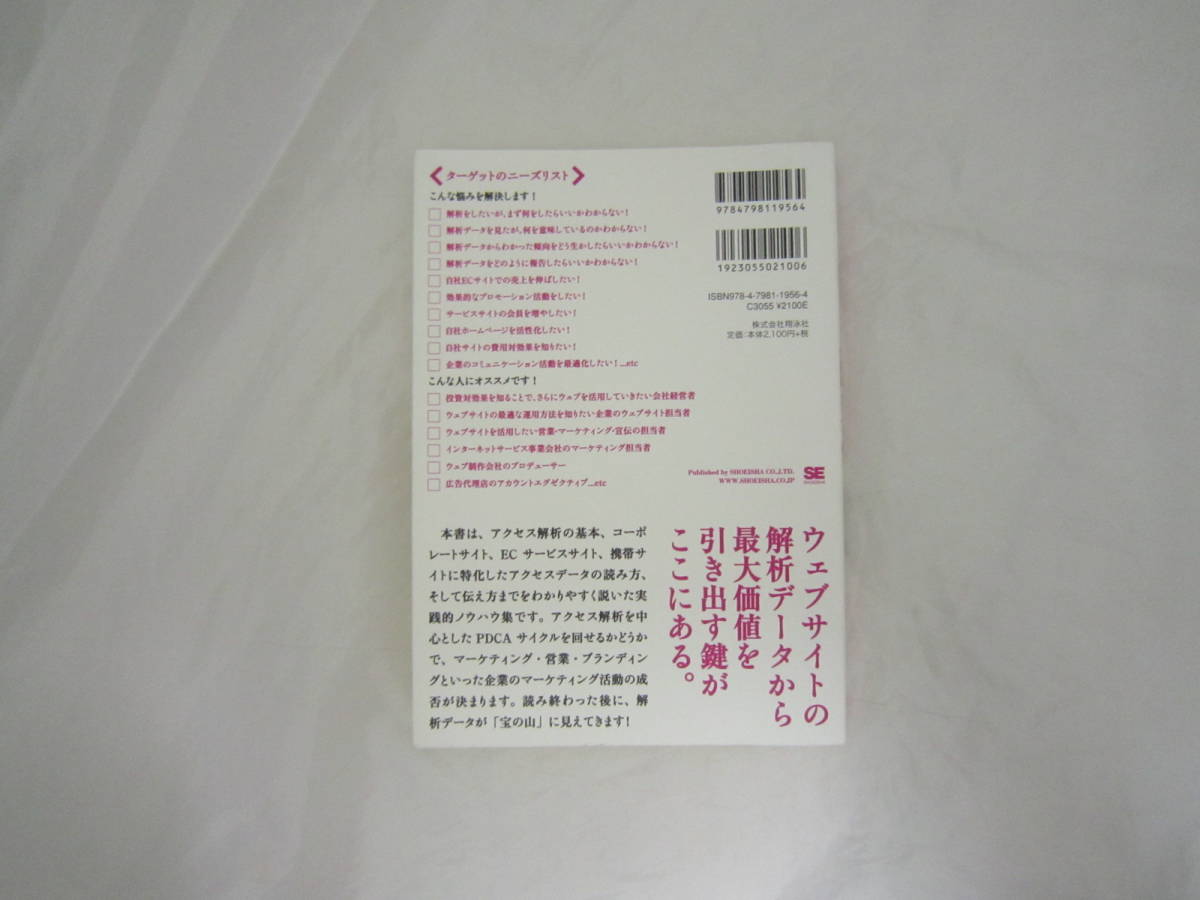 ＜ターゲットのニーズリスト＞
こんな悩みを解決します！
□ 解析をしたいが、まず何をしたらいいかわからない！
□ 解析データを見たが、何を意味しているのかわからない！
□ 解析データからわかった傾向をどう生かしたらいいかわからない！
□ 解析データをどのように報告したらいいかわからない！
□ 自社ECサイトでの売上を伸ばしたい！
□ 効果的なプロモーション活動をしたい！
□ サービスサイトの会員を増やしたい！
□ 自社ホームページを活性化したい！
□ 自社サイトの費用対効果を知りたい！
□ 企業のコミュニケーション活動を最適化したい！...etc
こんな人にオススメです！
□ 投資対効果を知ることで、さらにウェブを活用していきたい会社経営者
□ ウェブサイトの最適な運用方法を知りたい企業のウェブサイト担当者
□ ウェブサイトを活用したい営業・マーケティング・宣伝の担当者
□ インターネットサービス事業会社のマーケティング担当者
□ ウェブ制作会社のプロデューサー
□ 広告代理店のアカウントエグゼクティブ...etc
9784798119564
1923055021006
ISBN978-4-7981-1956-4
C3055 ¥2100E
株式会社翔泳社
定価：本体2,100円+税
Published by SHOEISHA CO.,LTD.
WWW.SHOEISHA.CO.JP
SE
SHOEISHA
ウェブサイトの
解析データから
最大価値を
引き出す鍵が
ここにある。
本書は、アクセス解析の基本、コーポ
レートサイト、EC サービスサイト、携帯サ
イトに特化したアクセスデータの読み方、
そして伝え方までをわかりやすく説いた実
践的ノウハウ集です。アクセス解析を中
心とした PDCA サイクルを回せるかどうか
で、マーケティング・営業・ブランディン
グといった企業のマーケティング活動の成
否が決まります。読み終わった後に、解
析データが「宝の山」に見えてきます！